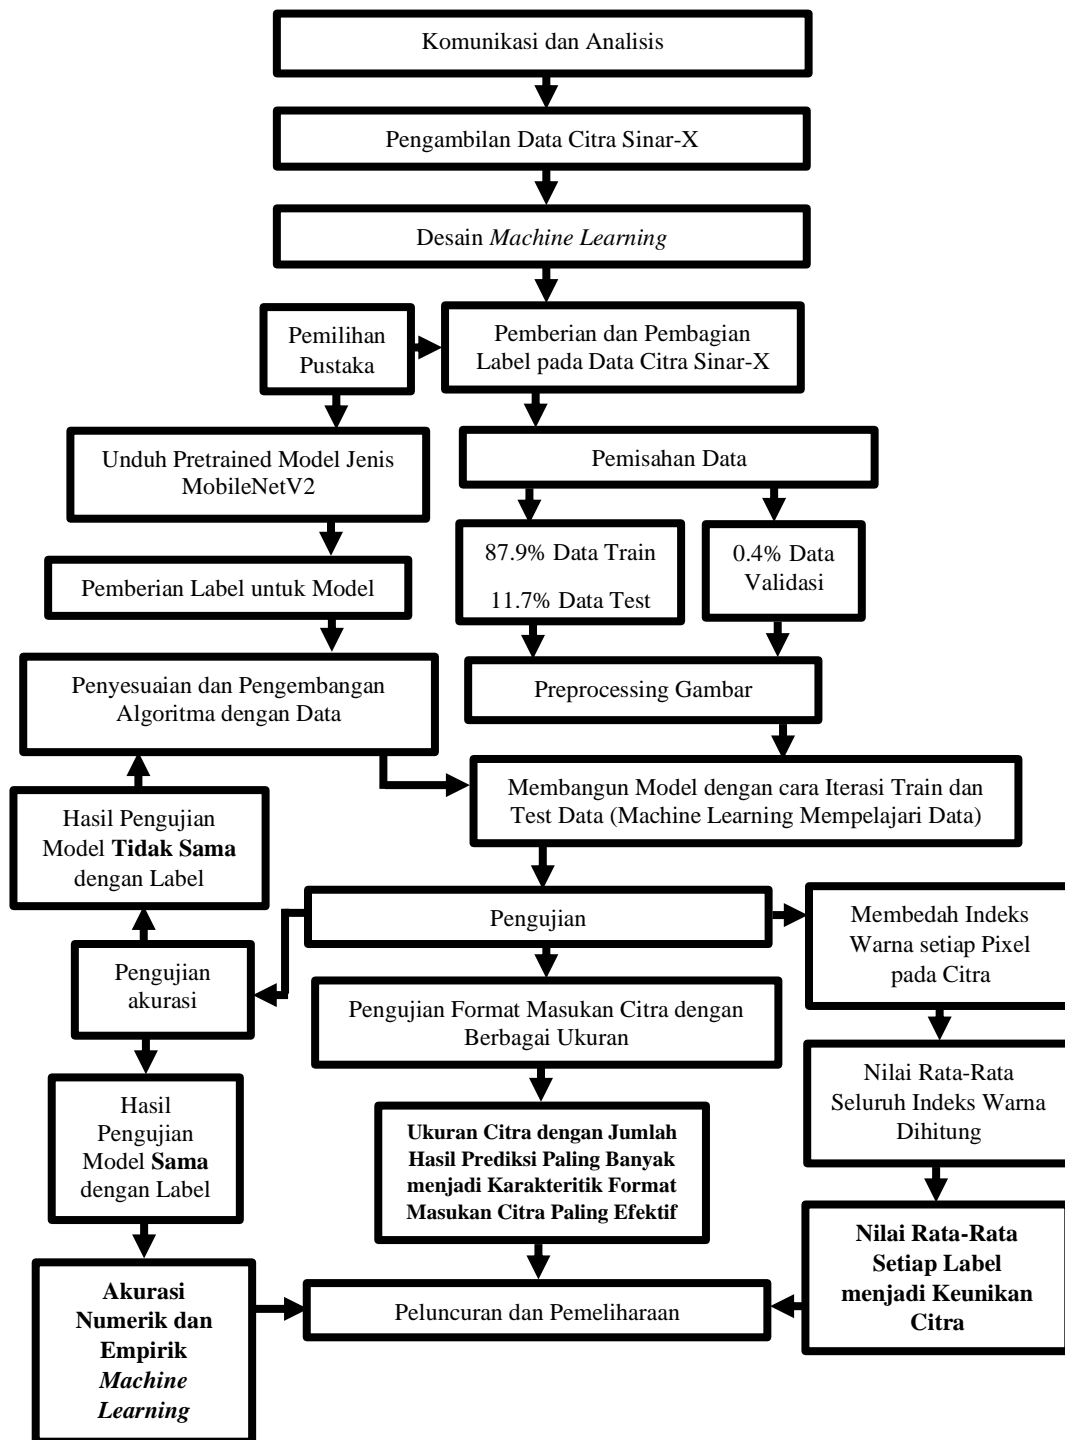 Komunikasi dan Analisis
Pengambilan Data Citra Sinar-X
Desain Machine Learning
Pemilihan
Pustaka
Pemberian dan Pembagian
Label pada Data Citra Sinar-X
Unduh Pretrained Model Jenis
MobileNetV2
Pemisahan Data
87.9% Data Train
11.7% Data Test
0.4% Data
Validasi
Pemberian Label untuk Model
Penyesuaian dan Pengembangan
Algoritma dengan Data
Preprocessing Gambar
Membangun Model dengan cara Iterasi Train dan
Test Data (Machine Learning Mempelajari Data)
Hasil Pengujian
Model Tidak Sama
dengan Label
Pengujian
Membedah Indeks
Warna setiap Pixel
pada Citra
Pengujian
akurasi
Pengujian Format Masukan Citra dengan
Berbagai Ukuran
Nilai Rata-Rata
Seluruh Indeks Warna
Dihitung
Hasil
Pengujian
Model Sama
dengan Label
Ukuran Citra dengan Jumlah
Hasil Prediksi Paling Banyak
menjadi Karakteritik Format
Masukan Citra Paling Efektif
Nilai Rata-Rata
Setiap Label
menjadi Keunikan
Citra
Akurasi
Numerik dan
Empirik
Machine
Learning
Peluncuran dan Pemeliharaan